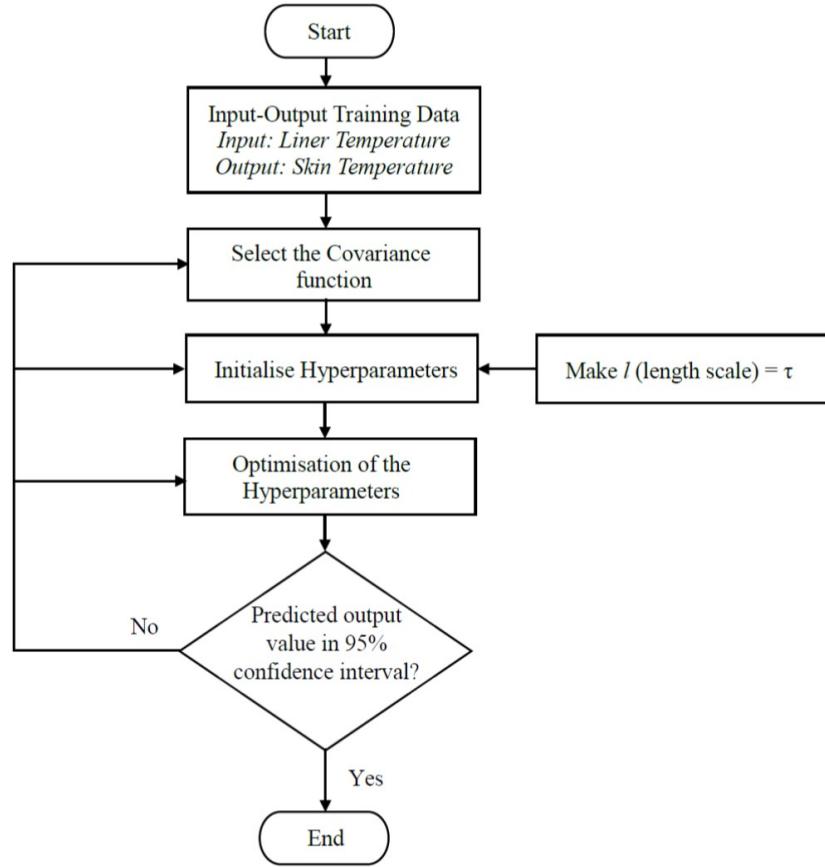 Start
Input-Output Training Data
Input: Liner Temperature
Output: Skin Temperature
Select the Covariance
function
Initialise Hyperparameters
Make l (length scale) = τ
Optimisation of the
Hyperparameters
Predicted output
value in 95%
confidence interval?
No
Yes
End